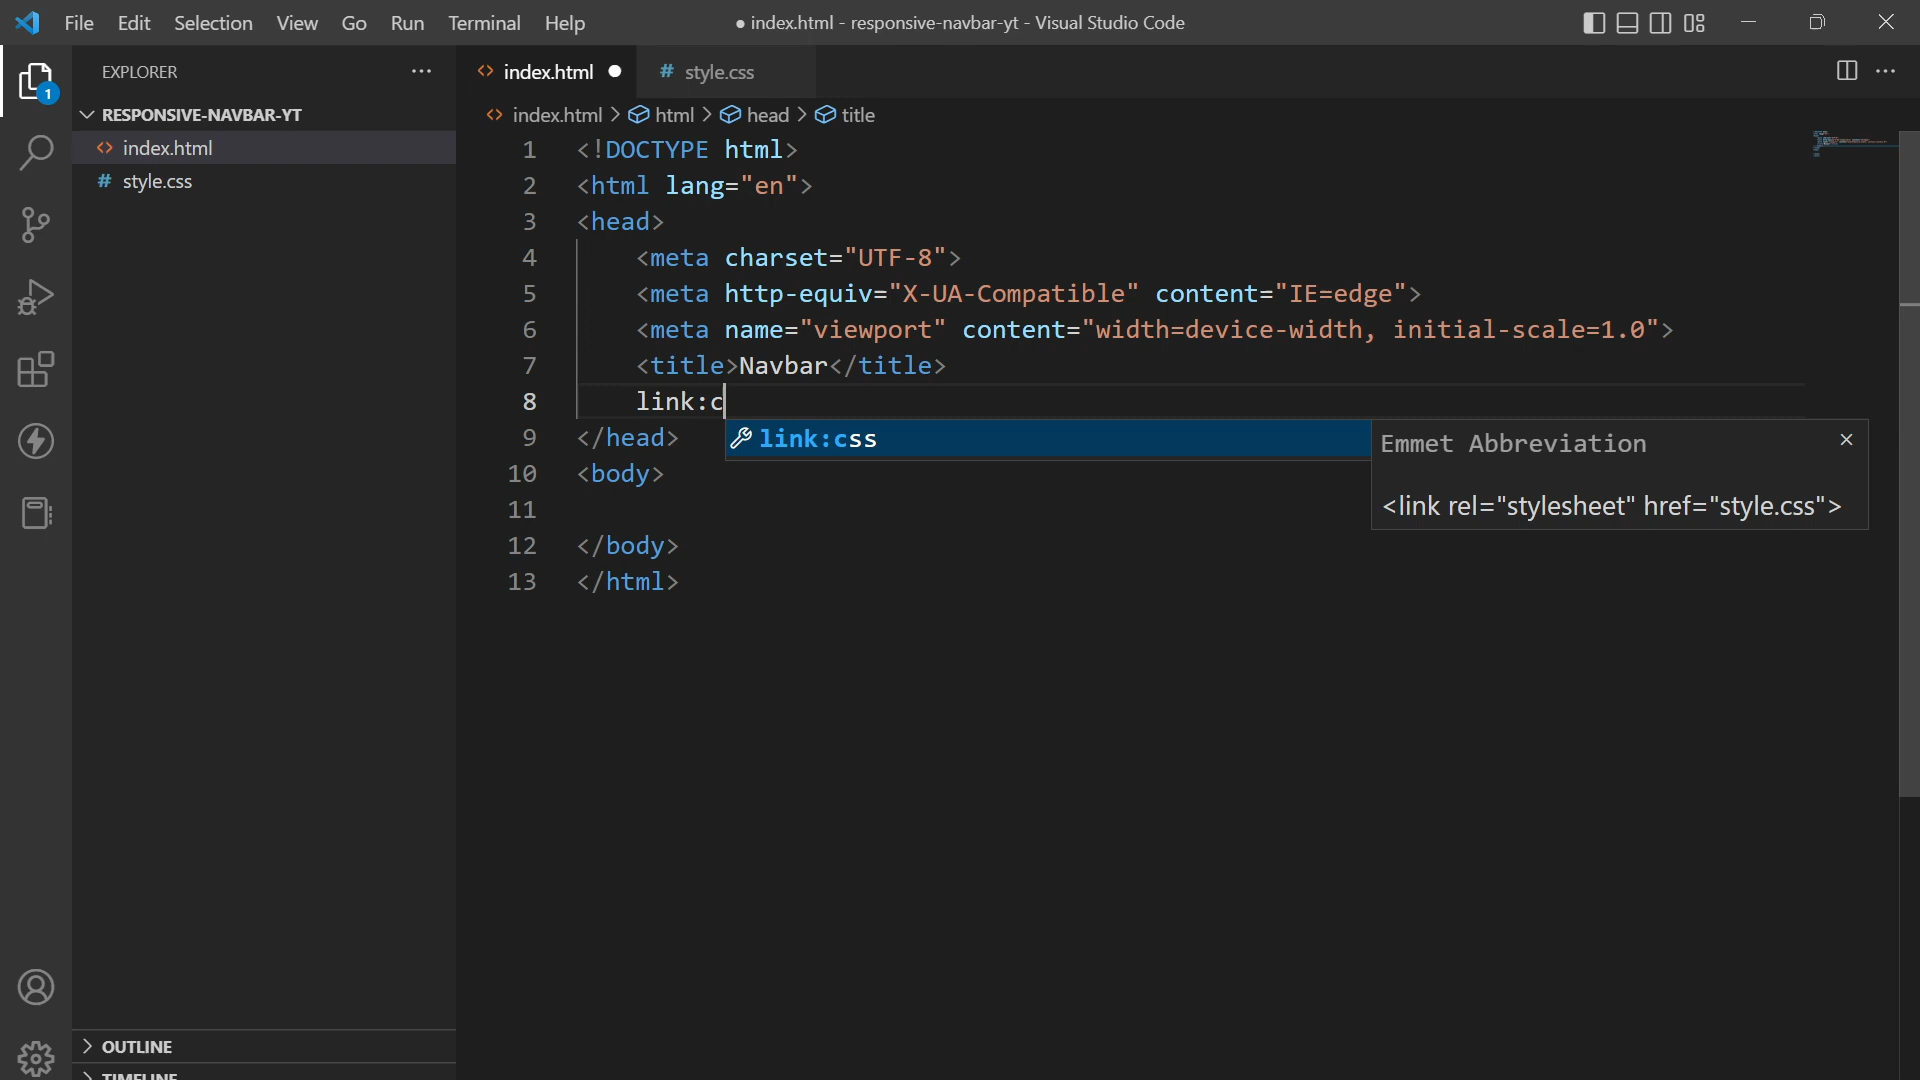 File Edit Selection View Go Run Terminal Help
● index.html - responsive-navbar-yt - Visual Studio Code
EXPLORER
RESPONSIVE-NAVBAR-YT
index.html
# style.css
1
OUTLINE
TIMELINE
<> index.html ●
# style.css
<> index.html > html > head > title
1 <!DOCTYPE html>
2 <html lang="en">
3 <head>
4 <meta charset="UTF-8">
5 <meta http-equiv="X-UA-Compatible" content="IE=edge">
6 <meta name="viewport" content="width=device-width, initial-scale=1.0">
7 <title>Navbar</title>
8 link:c
9 </head>
10 <body>
11
12 </body>
13 </html>
link:css
Emmet Abbreviation
<link rel="stylesheet" href="style.css">